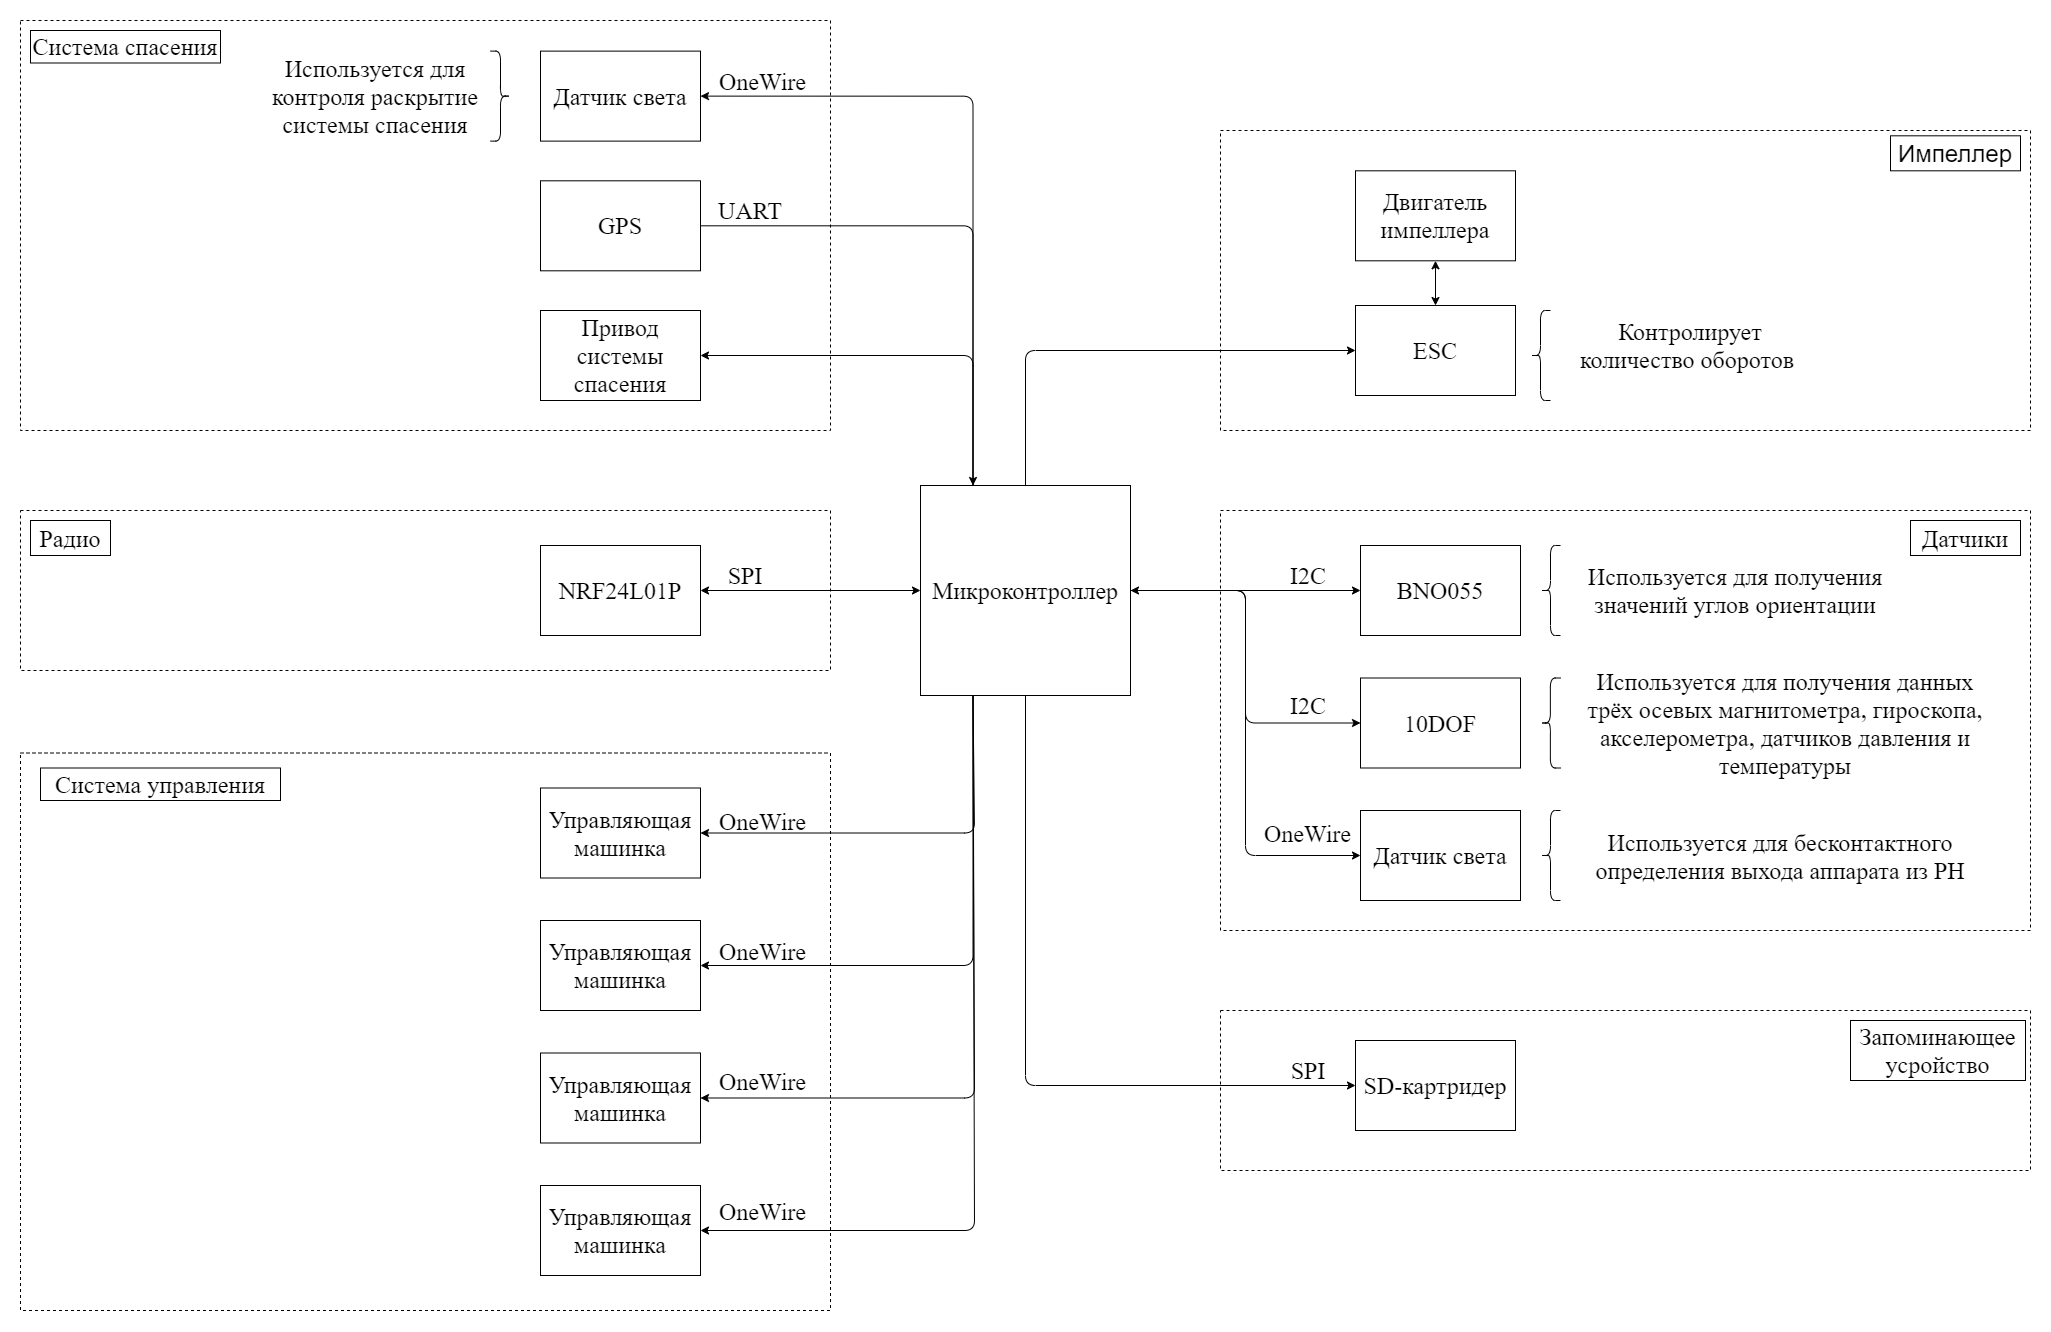 Система спасения
Используется для
контроля раскрытие
системы спасения
Датчик света
OneWire
GPS
UART
Привод
системы
спасения
Импеллер
Двигатель
импеллера
ESC
Контролирует
количество оборотов
Радио
NRF24L01P
SPI
Микроконтроллер
Датчики
I2C
BNO055
Используется для получения
значений углов ориентации
I2C
10DOF
Используется для получения данных
трёх осевых магнитометра, гироскопа,
акселерометра, датчиков давления и
температуры
OneWire
Датчик света
Используется для бесконтактного
определения выхода аппарата из РН
Система управления
Управляющая
машинка
OneWire
Управляющая
машинка
OneWire
Управляющая
машинка
OneWire
Управляющая
машинка
OneWire
Запоминающее
усройство
SPI
SD-картридер